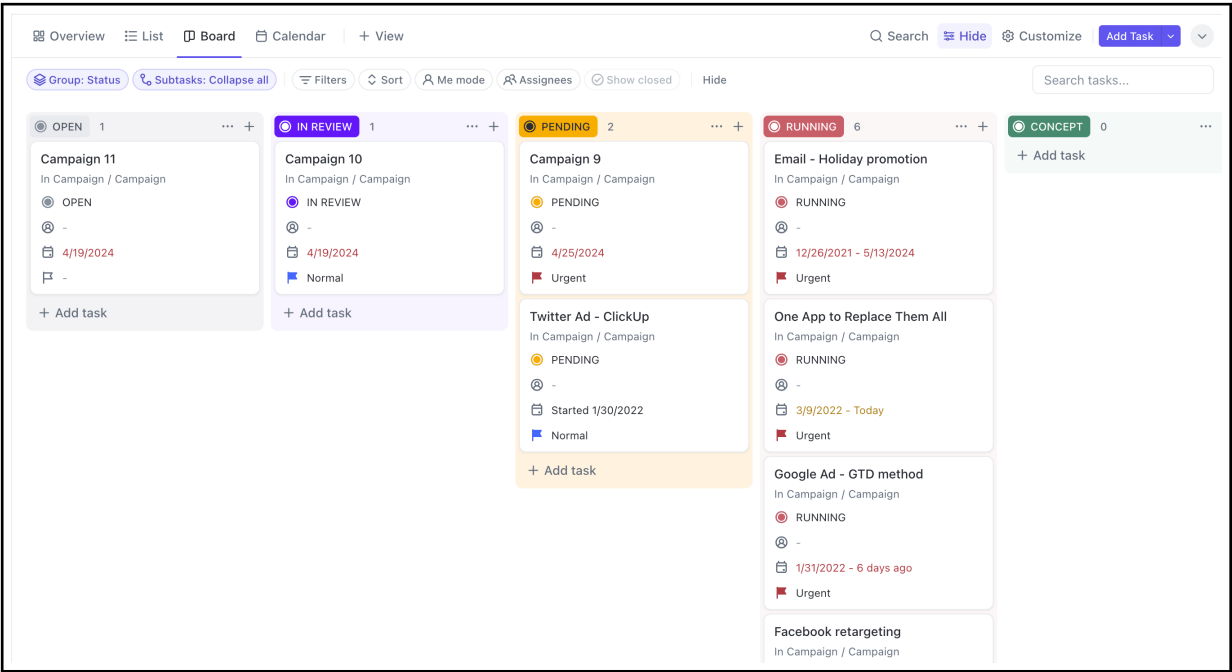 Overview List Board Calendar + View Search Hide Customize Add Task
Group: Status Subtasks: Collapse all Filters Sort Me mode Assignees Show closed Hide Search tasks...
OPEN 1 ... +
Campaign 11
In Campaign / Campaign
OPEN
-
4/19/2024
-
+ Add task
IN REVIEW 1 ... +
Campaign 10
In Campaign / Campaign
IN REVIEW
-
4/19/2024
Normal
+ Add task
PENDING 2 ... +
Campaign 9
In Campaign / Campaign
PENDING
-
4/25/2024
Urgent
Twitter Ad - ClickUp
In Campaign / Campaign
PENDING
-
Started 1/30/2022
Normal
+ Add task
RUNNING 6 ... +
Email - Holiday promotion
In Campaign / Campaign
RUNNING
-
12/26/2021 - 5/13/2024
Urgent
One App to Replace Them All
In Campaign / Campaign
RUNNING
-
3/9/2022 - Today
Urgent
Google Ad - GTD method
In Campaign / Campaign
RUNNING
-
1/31/2022 - 6 days ago
Urgent
Facebook retargeting
In Campaign / Campaign
CONCEPT 0 ...
+ Add task